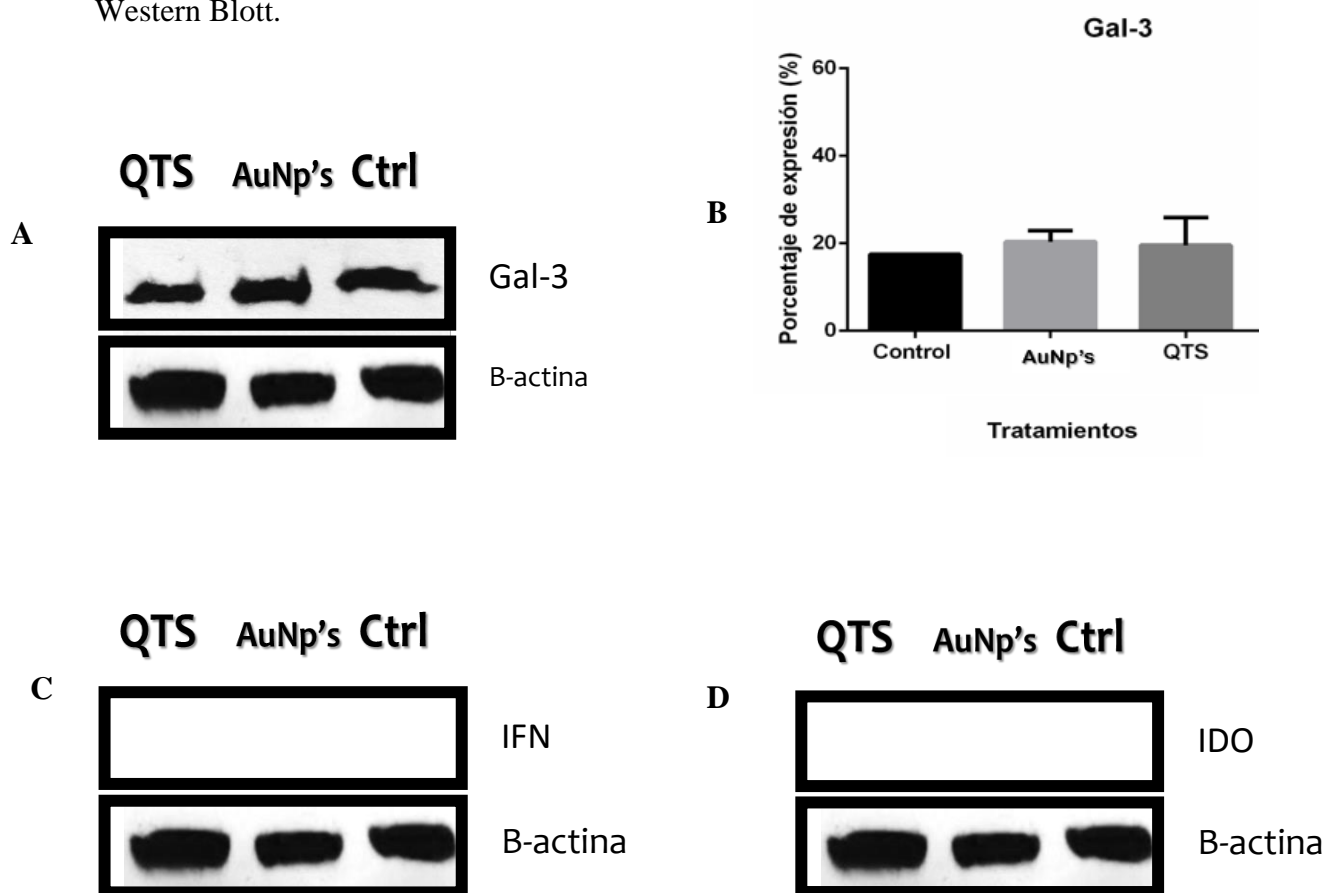 Western Blott.
A
QTS AuNp's Ctrl
Gal-3
B-actina
B
Gal-3
Porcentaje de expresión (%)
60
40
20
0
Control AuNp's QTS
Tratamientos
C
QTS AuNp's Ctrl
IFN
B-actina
D
QTS AuNp's Ctrl
IDO
B-actina